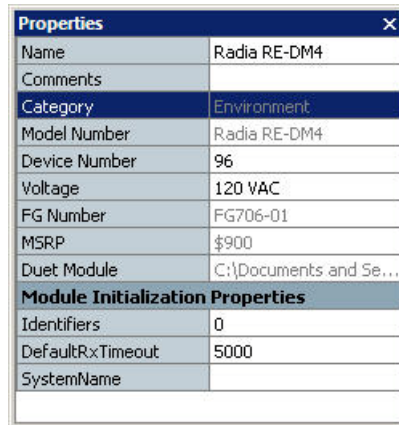 Properties ×
Name Radia RE-DM4
Comments
Category Environment
Model Number Radia RE-DM4
Device Number 96
Voltage 120 VAC
FG Number FG706-01
MSRP $900
Duet Module C:\Documents and Se...
Module Initialization Properties
Identifiers 0
DefaultRxTimeout 5000
SystemName